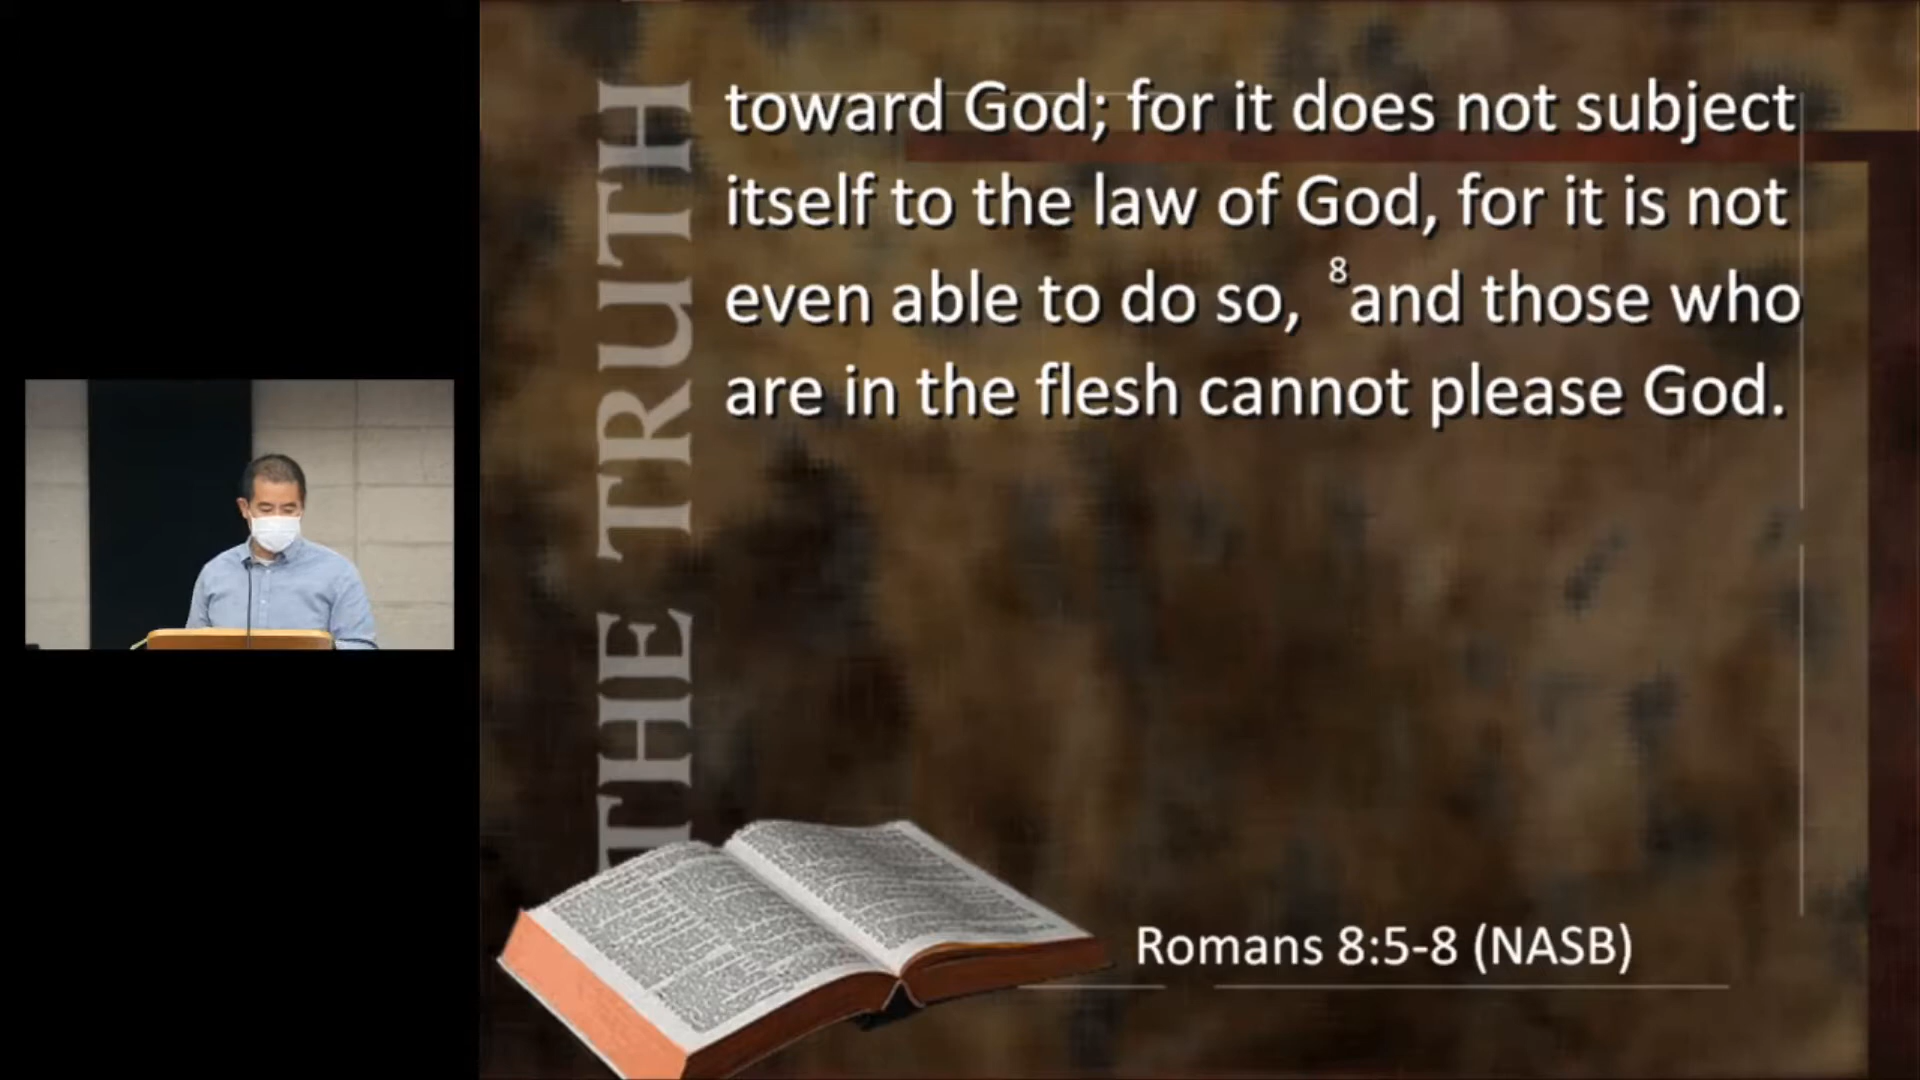 THE TRUTH
toward God; for it does not subject
itself to the law of God, for it is not
even able to do so, ⁸and those who
are in the flesh cannot please God.
Romans 8:5-8 (NASB)